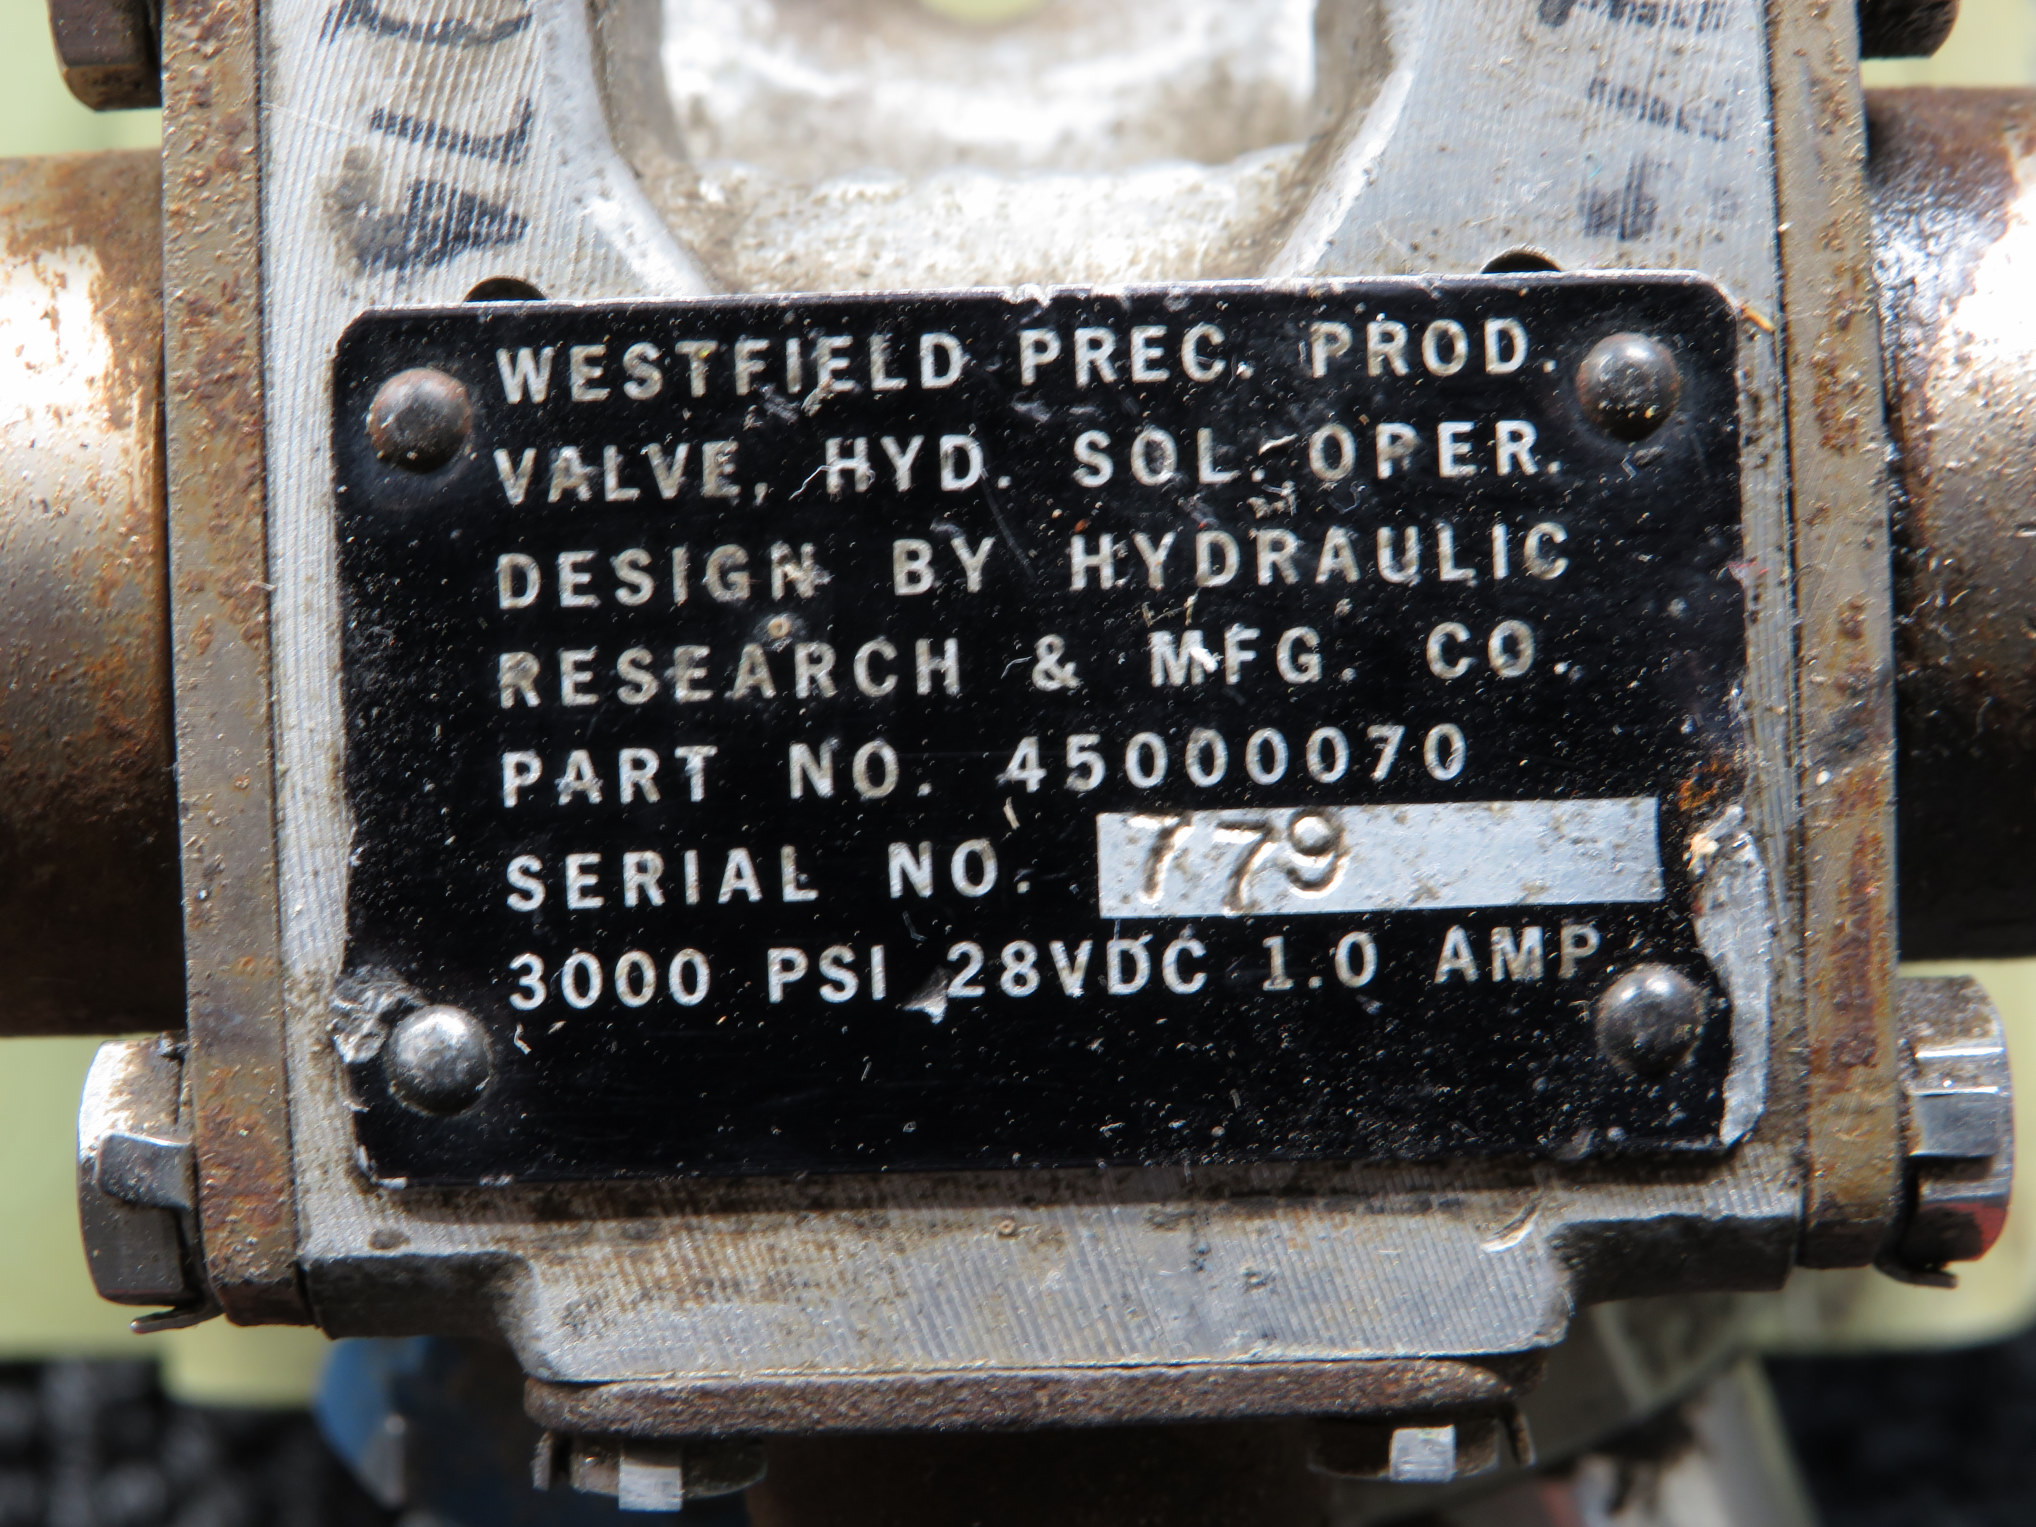 WESTFIELD PREC. PROD.
VALVE, HYD. SOL. OPER.
DESIGN BY HYDRAULIC
RESEARCH & MFG. CO.
PART NO. 45000070
SERIAL NO. 779
3000 PSI 28VDC 1.0 AMP